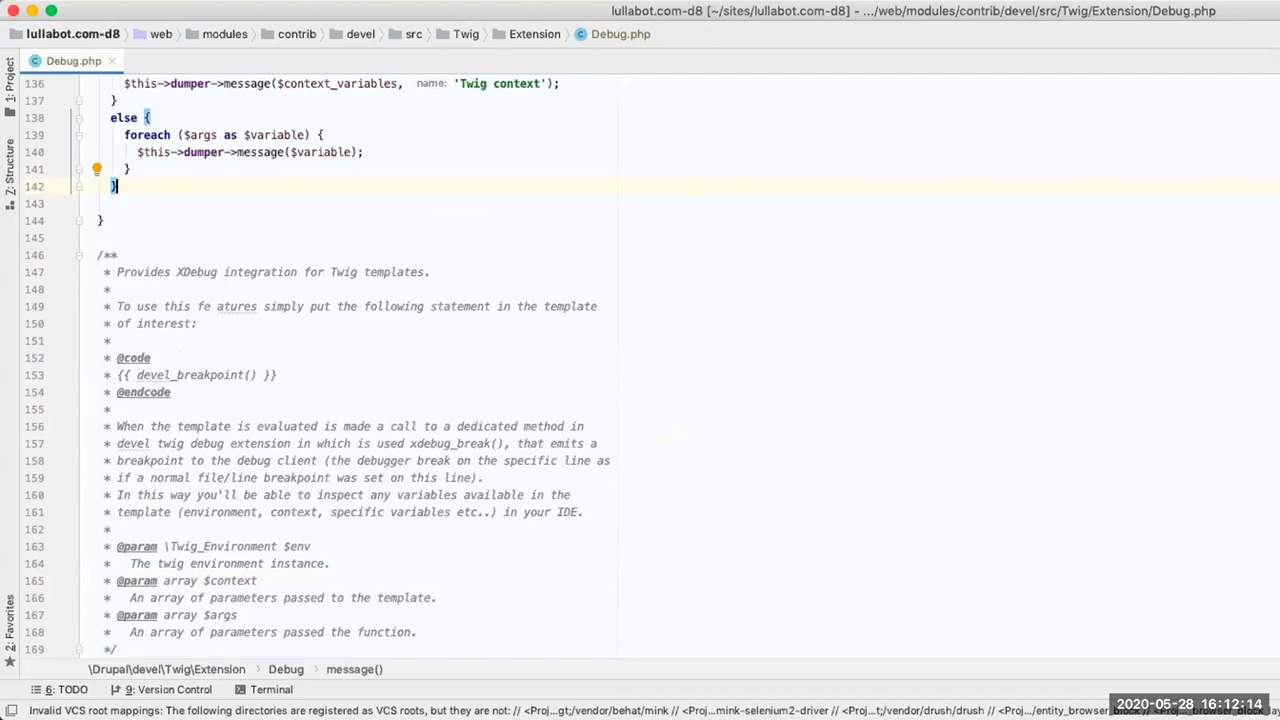 lullabot.com-d8 [~/sites/lullabot.com-d8] - .../web/modules/contrib/devel/src/Twig/Extension/Debug.php
lullabot.com-d8 web modules contrib devel src Twig Extension Debug.php
Debug.php
1: Project
7: Structure
2: Favorites
136 $this->dumper->message($context_variables, name: 'Twig context');
137 }
138 else {
139 foreach ($args as $variable) {
140 $this->dumper->message($variable);
141 }
142 }
143
144 }
145
146 /**
147 * Provides XDebug integration for Twig templates.
148 *
149 * To use this fe atures simply put the following statement in the template
150 * of interest:
151 *
152 * @code
153 * {{ devel_breakpoint() }}
154 * @endcode
155 *
156 * When the template is evaluated is made a call to a dedicated method in
157 * devel twig debug extension in which is used xdebug_break(), that emits a
158 * breakpoint to the debug client (the debugger break on the specific line as
159 * if a normal file/line breakpoint was set on this line).
160 * In this way you'll be able to inspect any variables available in the
161 * template (environment, context, specific variables etc..) in your IDE.
162 *
163 * @param \Twig_Environment $env
164 * The twig environment instance.
165 * @param array $context
166 * An array of parameters passed to the template.
167 * @param array $args
168 * An array of parameters passed the function.
169 */
\Drupal\devel\Twig\Extension Debug message()
6: TODO 9: Version Control Terminal
Invalid VCS root mappings: The following directories are registered as VCS roots, but they are not: // <Proj...gt;/vendor/behat/mink // <Proj...mink-selenium2-driver // <Proj...t;/vendor/drush/drush // <Proj.../entity_browser_block //
2020-05-28 16:12:14